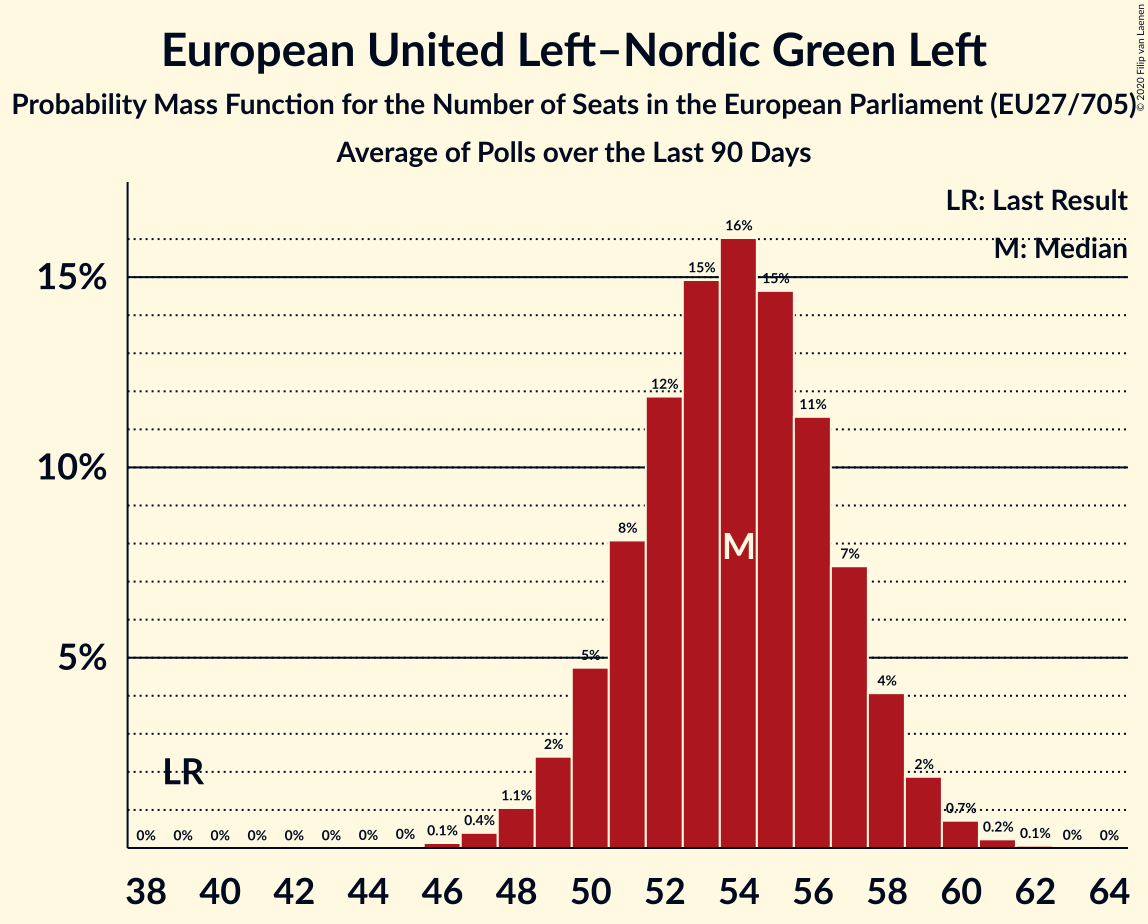 European United Left–Nordic Green Left
Probability Mass Function for the Number of Seats in the European Parliament (EU27/705)
Average of Polls over the Last 90 Days
© 2020 Filip van Laenen
LR: Last Result
M: Median
15%
10%
5%
0% 0% 0% 0% 0% 0% 0% 0% 0.1% 0.4% 1.1% 2% 5% 8% 12% 15% 16% 15% 11% 7% 4% 2% 0.7% 0.2% 0.1% 0% 0%
LR
M
38 40 42 44 46 48 50 52 54 56 58 60 62 64